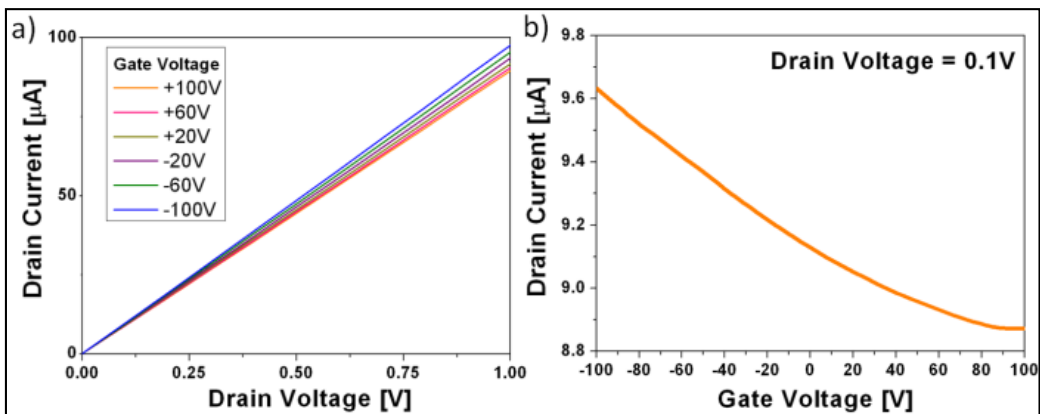 a)
100
50
0
Drain Current [μA]
Gate Voltage
+100V
+60V
+20V
-20V
-60V
-100V
0.00 0.25 0.50 0.75 1.00
Drain Voltage [V]
b)
9.8
9.6
9.4
9.2
9.0
8.8
Drain Current [μA]
Drain Voltage = 0.1V
-100 -80 -60 -40 -20 0 20 40 60 80 100
Gate Voltage [V]